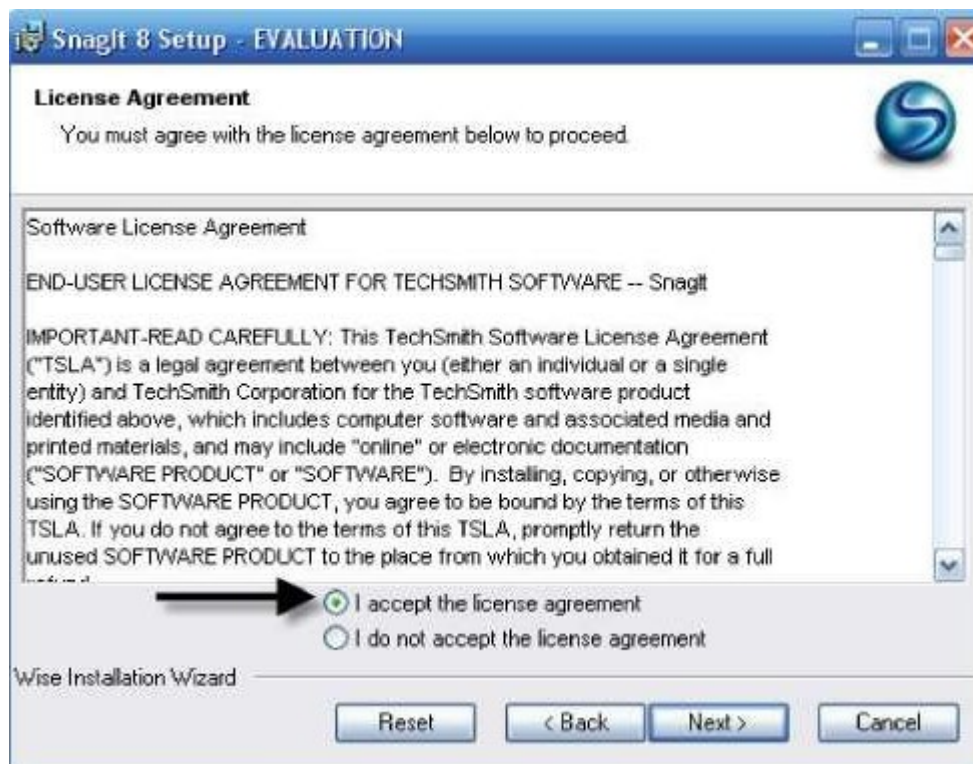 SnagIt 8 Setup - EVALUATION
License Agreement
You must agree with the license agreement below to proceed.
Software License Agreement
END-USER LICENSE AGREEMENT FOR TECHSMITH SOFTWARE -- SnagIt
IMPORTANT-READ CAREFULLY: This TechSmith Software License Agreement
("TSLA") is a legal agreement between you (either an individual or a single
entity) and TechSmith Corporation for the TechSmith software product
identified above, which includes computer software and associated media and
printed materials, and may include "online" or electronic documentation
("SOFTWARE PRODUCT" or "SOFTWARE").  By installing, copying, or otherwise
using the SOFTWARE PRODUCT, you agree to be bound by the terms of this
TSLA. If you do not agree to the terms of this TSLA, promptly return the
unused SOFTWARE PRODUCT to the place from which you obtained it for a full
I accept the license agreement
I do not accept the license agreement
Wise Installation Wizard
Reset
< Back
Next >
Cancel